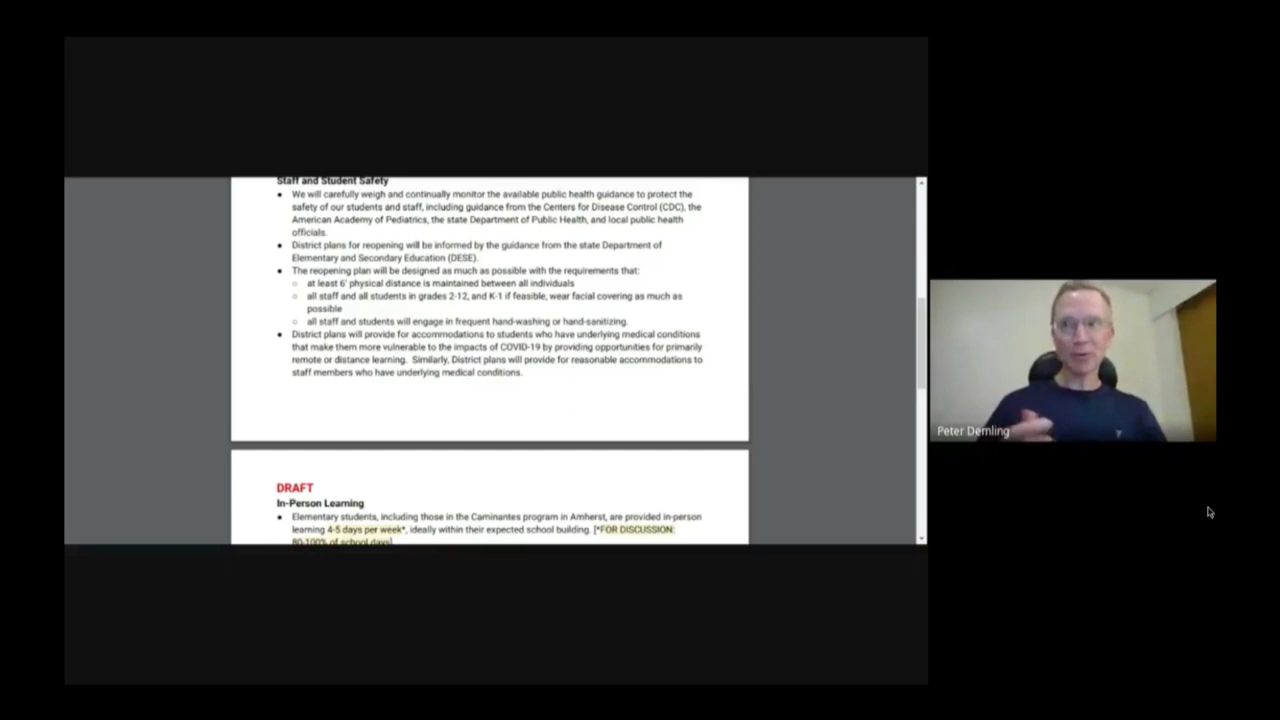 Staff and Student Safety
● We will carefully weigh and continually monitor the available public health guidance to protect the
safety of our students and staff, including guidance from the Centers for Disease Control (CDC), the
American Academy of Pediatrics, the state Department of Public Health, and local public health
officials.
● District plans for reopening will be informed by the guidance from the state Department of
Elementary and Secondary Education (DESE).
● The reopening plan will be designed as much as possible with the requirements that:
○ at least 6' physical distance is maintained between all individuals
○ all staff and all students in grades 2-12, and K-1 if feasible, wear facial covering as much as
possible
○ all staff and students will engage in frequent hand-washing or hand-sanitizing.
● District plans will provide for accommodations to students who have underlying medical conditions
that make them more vulnerable to the impacts of COVID-19 by providing opportunities for primarily
remote or distance learning. Similarly, District plans will provide for reasonable accommodations to
staff members who have underlying medical conditions.
DRAFT
In-Person Learning
● Elementary students, including those in the Caminantes program in Amherst, are provided in-person
learning 4-5 days per week*, ideally within their expected school building. [*FOR DISCUSSION:
80-100% of school days]
Peter Demling